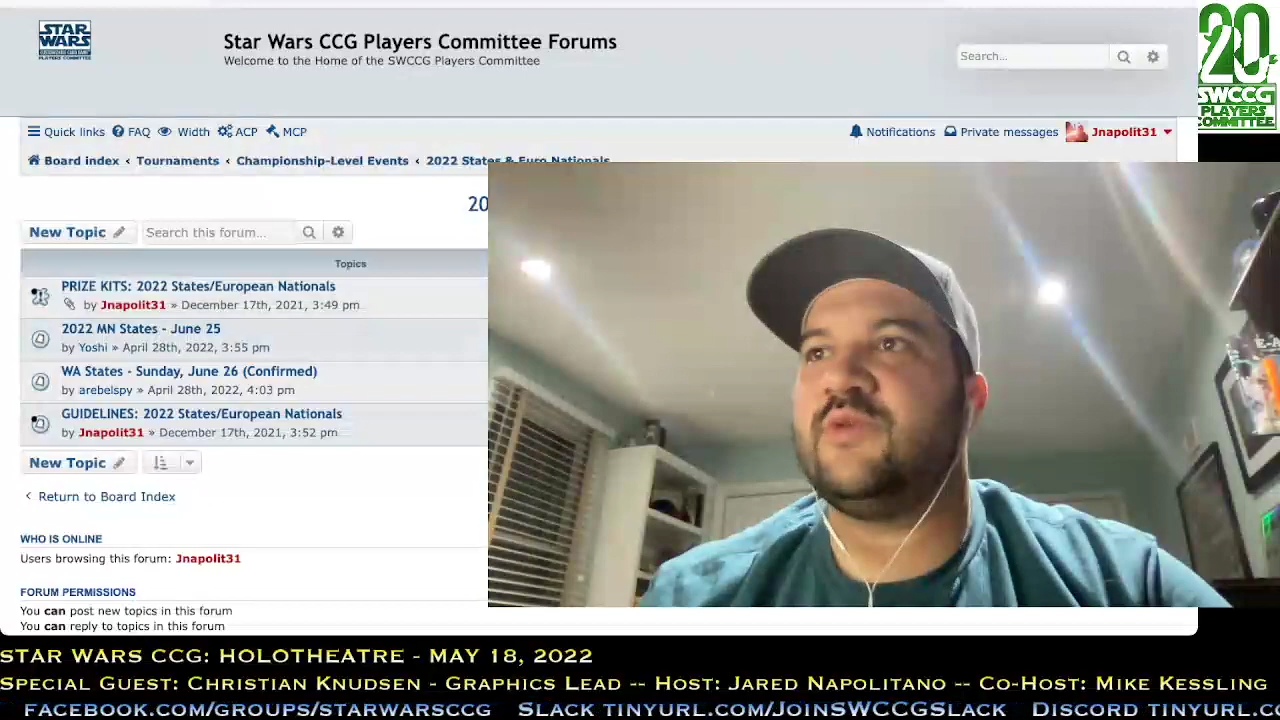 STAR WARS
CUSTOMIZABLE CARD GAME
PLAYERS COMMITTEE
Star Wars CCG Players Committee Forums
Welcome to the Home of the SWCCG Players Committee
Search...
20
SWCCG
PLAYERS
COMMITTEE
Quick links FAQ Width ACP MCP
Notifications Private messages Jnapolit31
Board index ‹ Tournaments ‹ Championship-Level Events ‹ 2022 States & Euro Nationals
20
New Topic Search this forum...
Topics
PRIZE KITS: 2022 States/European Nationals
by Jnapolit31 » December 17th, 2021, 3:49 pm
2022 MN States - June 25
by Yoshi » April 28th, 2022, 3:55 pm
WA States - Sunday, June 26 (Confirmed)
by arebelspy » April 28th, 2022, 4:03 pm
GUIDELINES: 2022 States/European Nationals
by Jnapolit31 » December 17th, 2021, 3:52 pm
New Topic
‹ Return to Board Index
WHO IS ONLINE
Users browsing this forum: Jnapolit31
FORUM PERMISSIONS
You can post new topics in this forum
You can reply to topics in this forum
STAR WARS CCG: HOLOTHEATRE - MAY 18, 2022
SPECIAL GUEST: CHRISTIAN KNUDSEN - GRAPHICS LEAD -- HOST: JARED NAPOLITANO -- CO-HOST: MIKE KESSLING
FACEBOOK.COM/GROUPS/STARWARSCCG SLACK TINYURL.COM/JOINSWCCGSLACK DISCORD TINYURL.CO